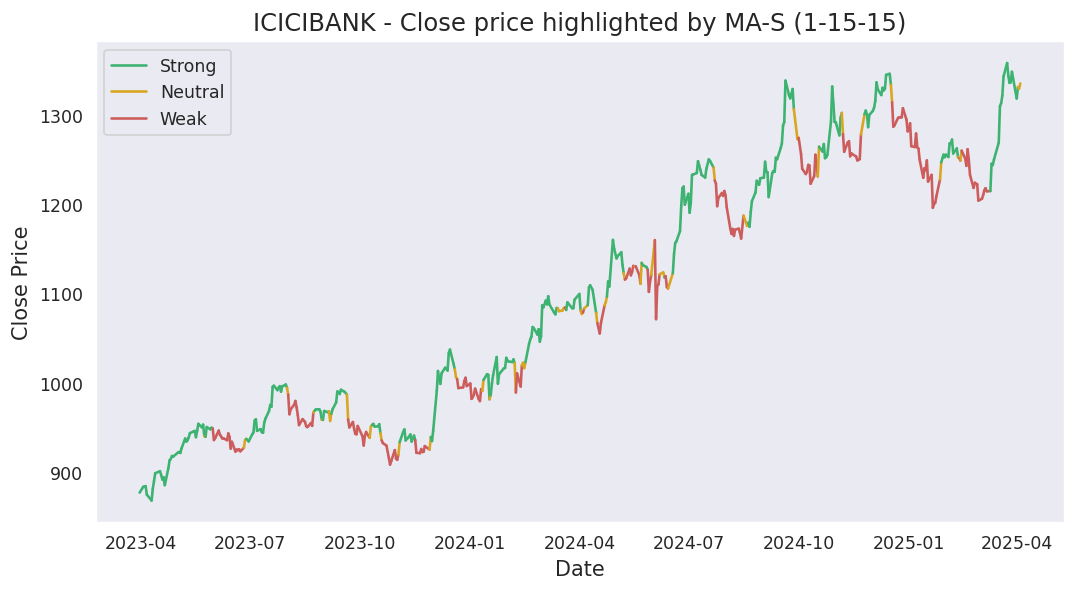 ICICIBANK - Close price highlighted by MA-S (1-15-15)
Strong
Neutral
Weak
Close Price
1300
1200
1100
1000
900
2023-04 2023-07 2023-10 2024-01 2024-04 2024-07 2024-10 2025-01 2025-04
Date